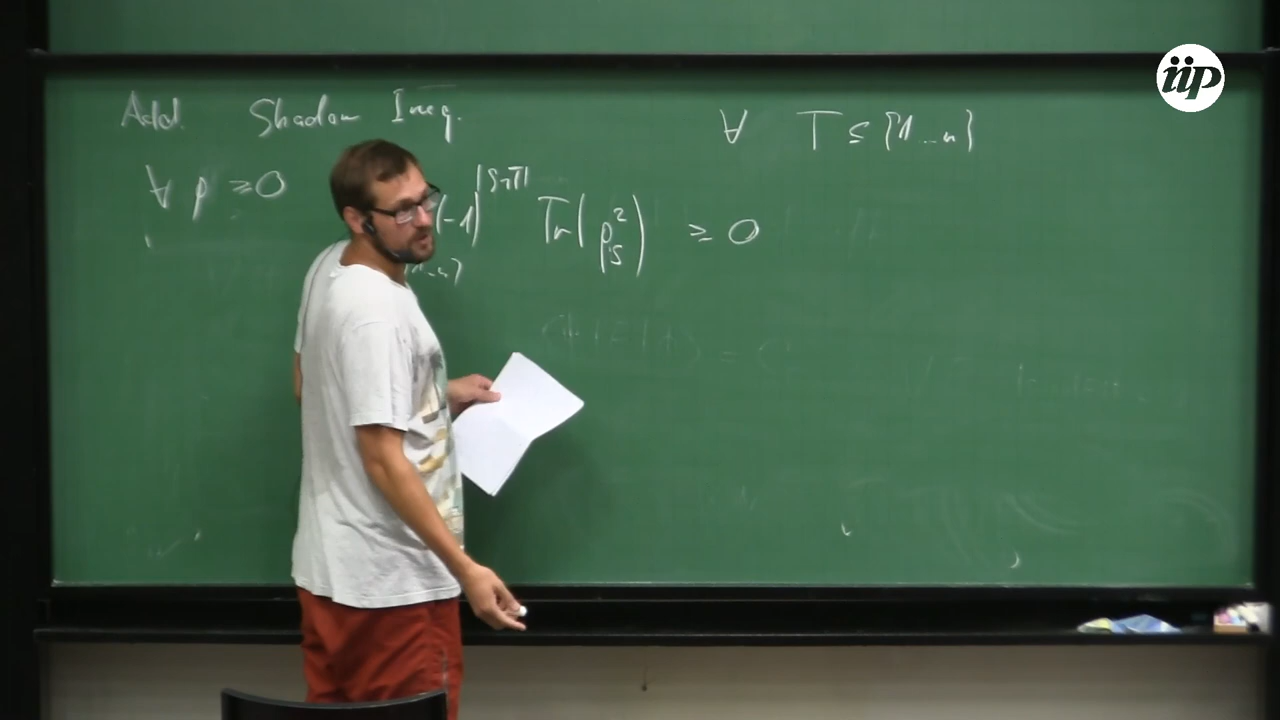 iip
Add. Shadow Ineq.
∀ T ⊆ {1...n}
∀ ρ ≥0 (-1)^|S∩T| Tr(ρ_S^2) ≥ 0